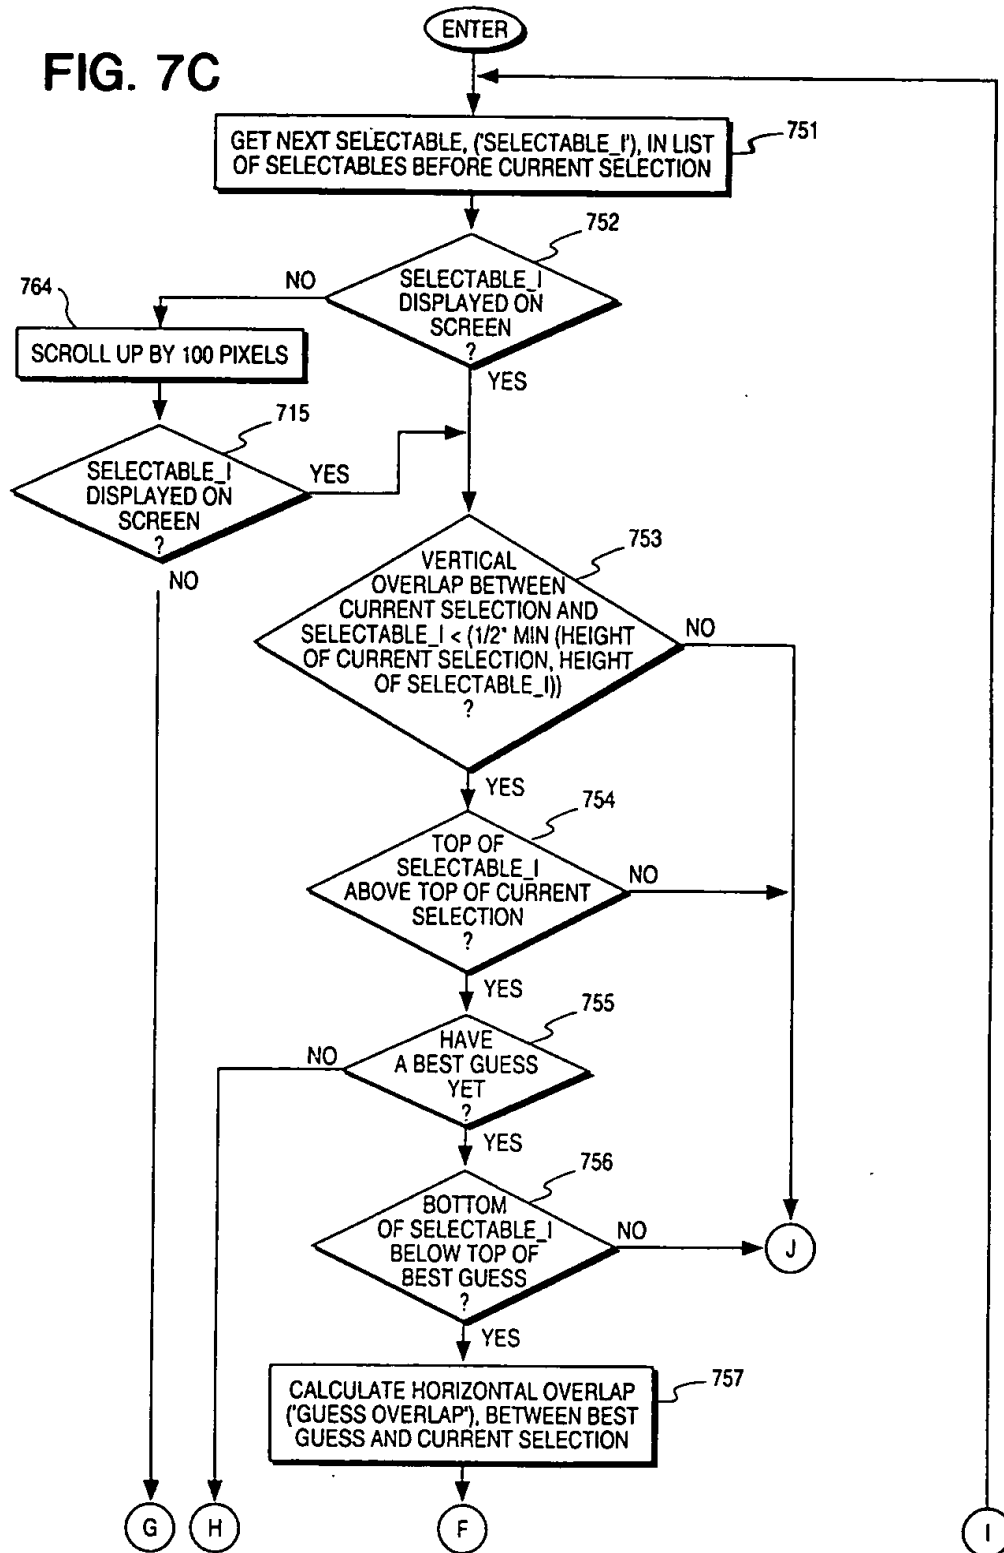 ENTER
FIG. 7C
GET NEXT SELECTABLE, ('SELECTABLE_I'), IN LIST
OF SELECTABLES BEFORE CURRENT SELECTION
751
752
SELECTABLE_I
DISPLAYED ON
SCREEN
?
NO
YES
764
SCROLL UP BY 100 PIXELS
715
SELECTABLE_I
DISPLAYED ON
SCREEN
?
YES
NO
753
VERTICAL
OVERLAP BETWEEN
CURRENT SELECTION AND
SELECTABLE_I < (1/2* MIN (HEIGHT
OF CURRENT SELECTION, HEIGHT
OF SELECTABLE_I))
?
NO
YES
754
TOP OF
SELECTABLE_I
ABOVE TOP OF CURRENT
SELECTION
?
NO
YES
755
HAVE
A BEST GUESS
YET
?
NO
YES
756
BOTTOM
OF SELECTABLE_I
BELOW TOP OF
BEST GUESS
?
NO
J
YES
757
CALCULATE HORIZONTAL OVERLAP
('GUESS OVERLAP'), BETWEEN BEST
GUESS AND CURRENT SELECTION
G
H
F
I